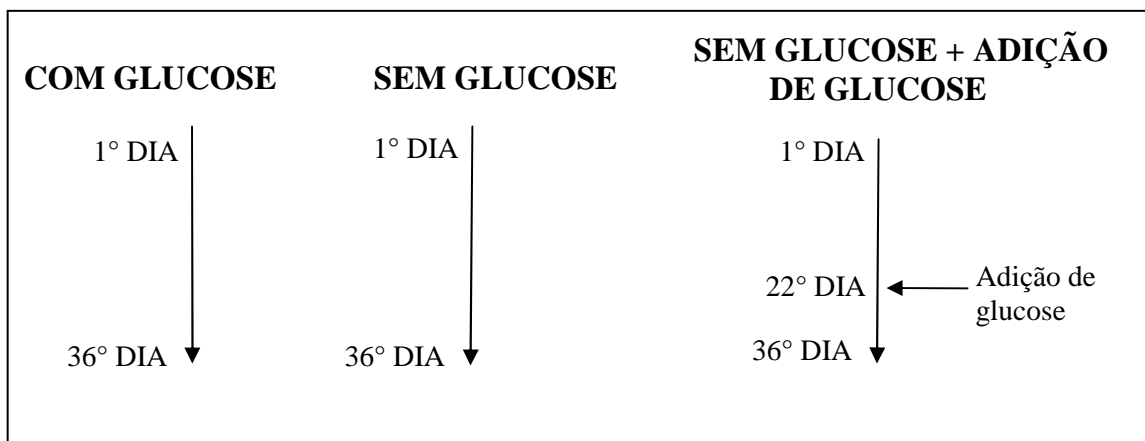 COM GLUCOSE
1° DIA
36° DIA
SEM GLUCOSE
1° DIA
36° DIA
SEM GLUCOSE + ADIÇÃO
DE GLUCOSE
1° DIA
22° DIA
Adição de
glucose
36° DIA